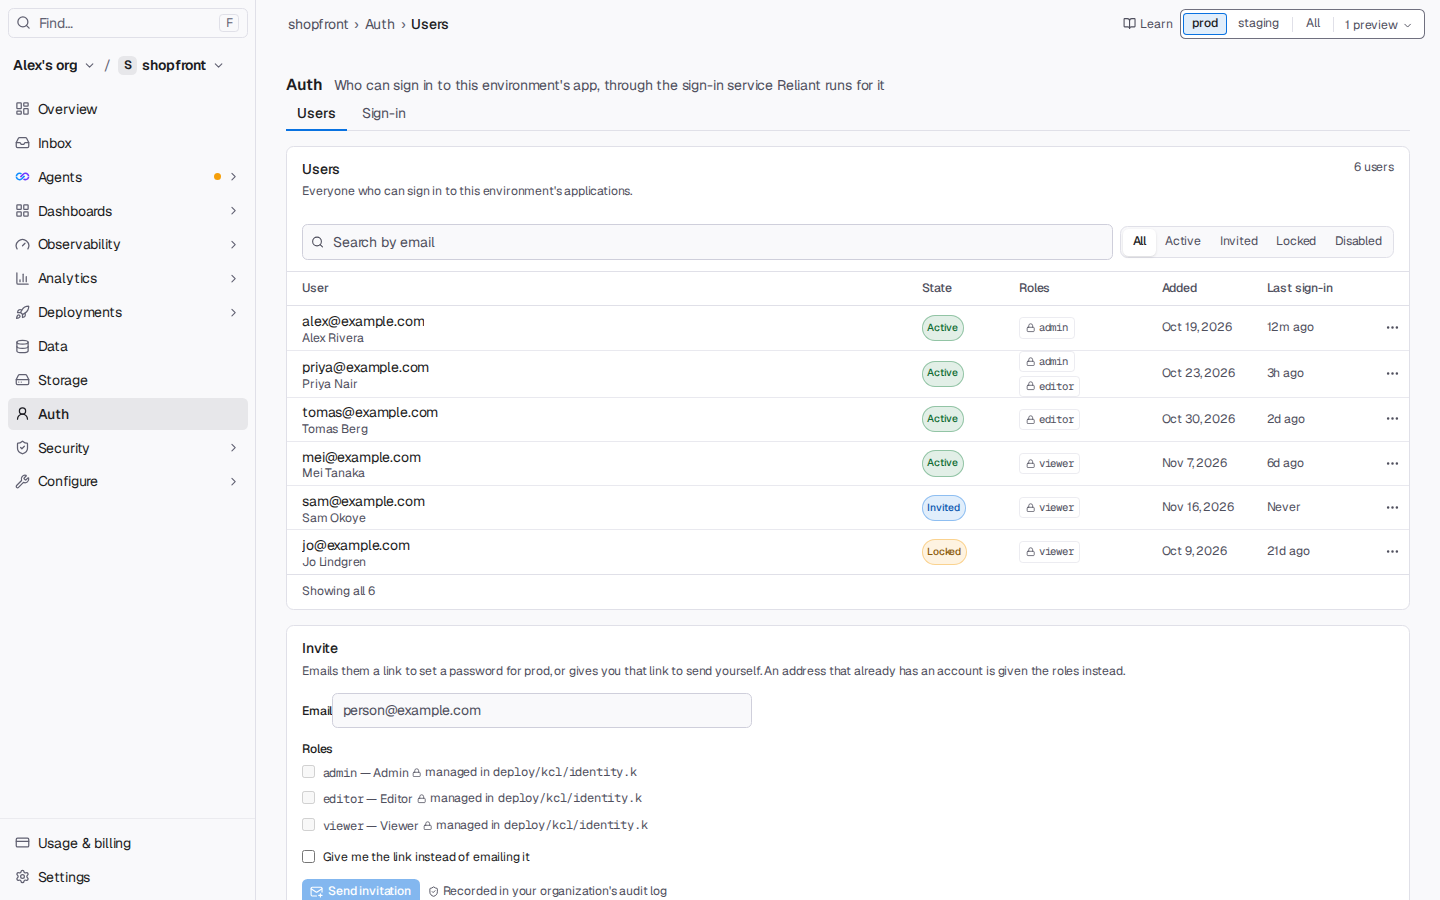 Find...
F
Alex's org / S shopfront
Overview
Inbox
Agents
Dashboards
Observability
Analytics
Deployments
Data
Storage
Auth
Security
Configure
Usage & billing
Settings
shopfront › Auth › Users
Learn
prod staging All 1 preview
Auth Who can sign in to this environment's app, through the sign-in service Reliant runs for it
Users Sign-in
Users
6 users
Everyone who can sign in to this environment's applications.
Search by email
All Active Invited Locked Disabled
User State Roles Added Last sign-in
alex@example.com
Alex Rivera
Active admin Oct 19, 2026 12m ago
priya@example.com
Priya Nair
Active admin editor Oct 23, 2026 3h ago
tomas@example.com
Tomas Berg
Active editor Oct 30, 2026 2d ago
mei@example.com
Mei Tanaka
Active viewer Nov 7, 2026 6d ago
sam@example.com
Sam Okoye
Invited viewer Nov 16, 2026 Never
jo@example.com
Jo Lindgren
Locked viewer Oct 9, 2026 21d ago
Showing all 6
Invite
Emails them a link to set a password for prod, or gives you that link to send yourself. An address that already has an account is given the roles instead.
Email person@example.com
Roles
admin — Admin managed in deploy/kcl/identity.k
editor — Editor managed in deploy/kcl/identity.k
viewer — Viewer managed in deploy/kcl/identity.k
Give me the link instead of emailing it
Send invitation Recorded in your organization's audit log